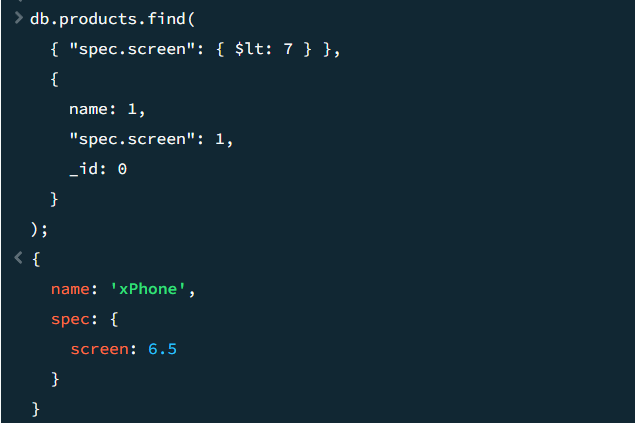 db.products.find(
{ "spec.screen": { $lt: 7 } },
{
name: 1,
"spec.screen": 1,
_id: 0
}
);
{
name: 'xPhone',
spec: {
screen: 6.5
}
}